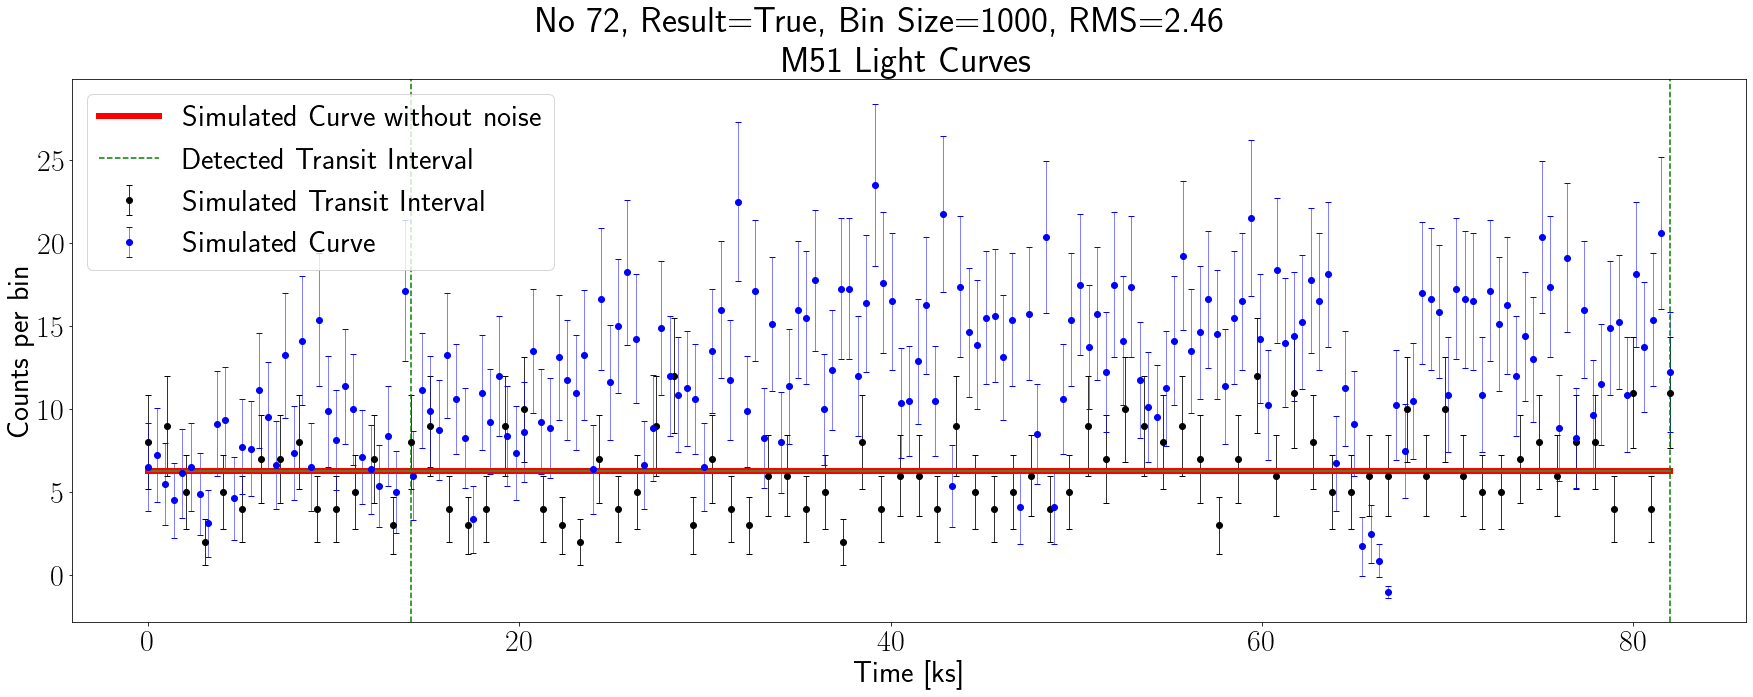 No 72, Result=True, Bin Size=1000, RMS=2.46
M51 Light Curves
Simulated Curve without noise
Detected Transit Interval
Simulated Transit Interval
Simulated Curve
Counts per bin
25
20
15
10
5
0
0 20 40 60 80
Time [ks]